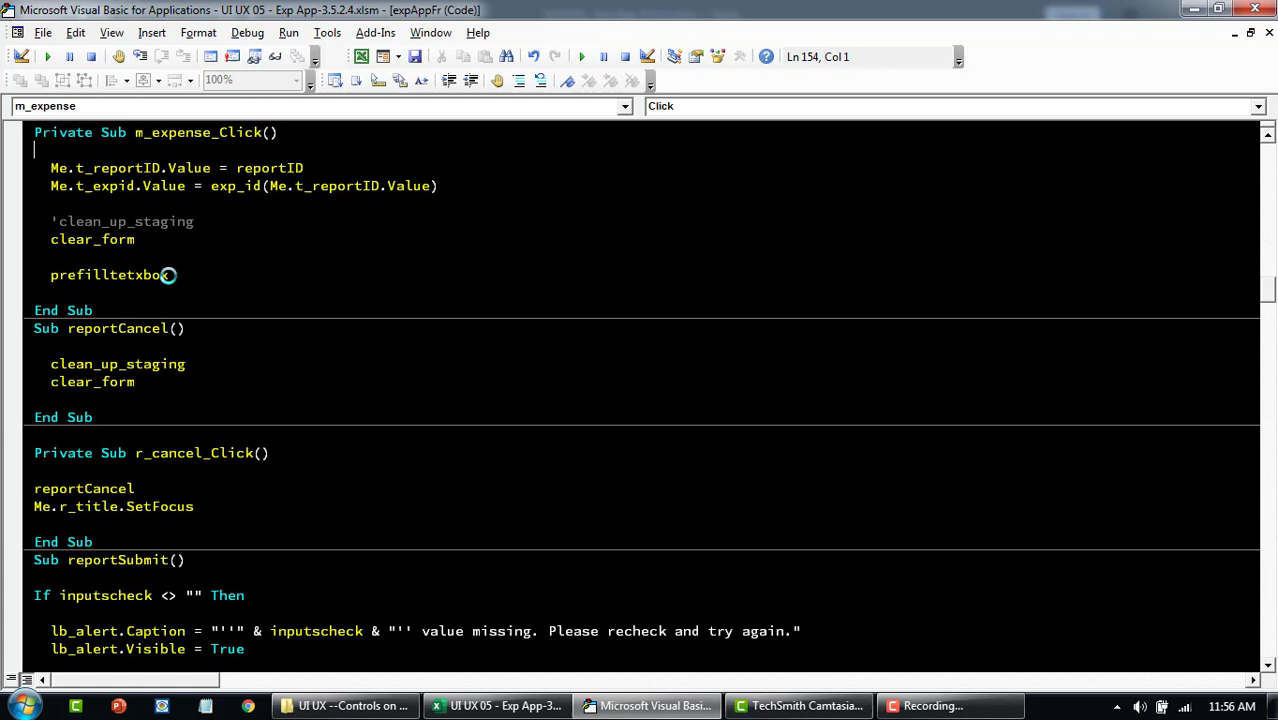 Microsoft Visual Basic for Applications - UI UX 05 - Exp App-3.5.2.4.xlsm - [expAppFr (Code)]
File Edit View Insert Format Debug Run Tools Add-Ins Window Help
Ln 154, Col 1
100%
m_expense Click
Private Sub m_expense_Click()
Me.t_reportID.Value = reportID
Me.t_expid.Value = exp_id(Me.t_reportID.Value)
'clean_up_staging
clear_form
prefilltetxbox
End Sub
Sub reportCancel()
clean_up_staging
clear_form
End Sub
Private Sub r_cancel_Click()
reportCancel
Me.r_title.SetFocus
End Sub
Sub reportSubmit()
If inputscheck <> "" Then
lb_alert.Caption = "''" & inputscheck & "'' value missing. Please recheck and try again."
lb_alert.Visible = True
UI UX --Controls on ... UI UX 05 - Exp App-3... Microsoft Visual Basi... TechSmith Camtasia... Recording... 11:56 AM